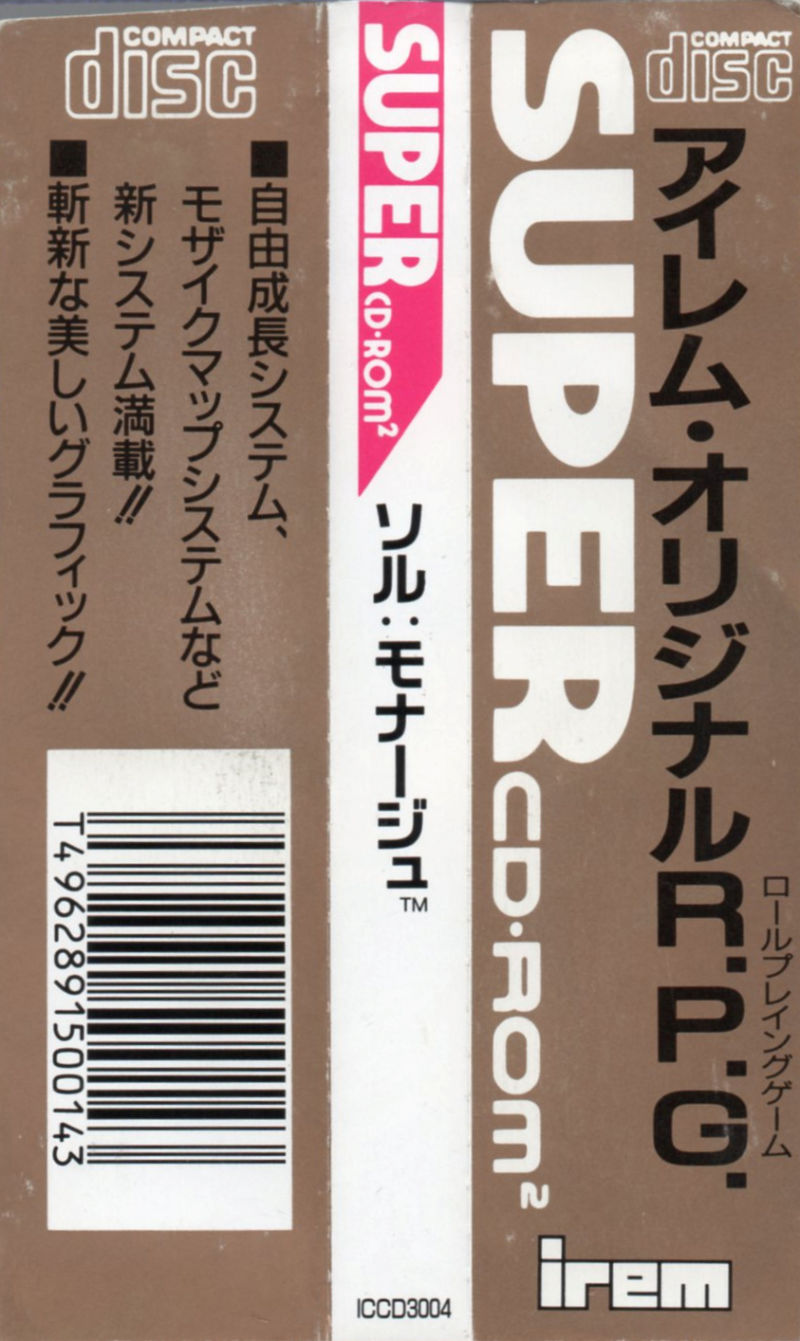 COMPACT
disc
■自由成長システム、
モザイクマップシステムなど
新システム満載!!
■斬新な美しいグラフィック!!
T4962891500143
SUPER CD・ROM²
ソル:モナージュ™
ICCD3004
COMPACT
disc
アイレム・オリジナルR.P.G.
ロールプレイングゲーム
SUPER CD・ROM²
irem